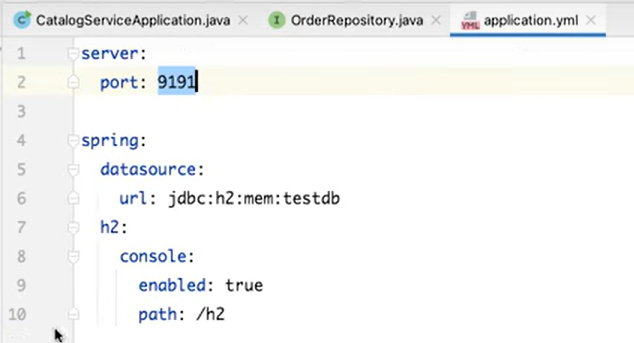 CatalogServiceApplication.java OrderRepository.java application.yml
1 server:
2   port: 9191
3
4 spring:
5   datasource:
6     url: jdbc:h2:mem:testdb
7   h2:
8     console:
9       enabled: true
10       path: /h2